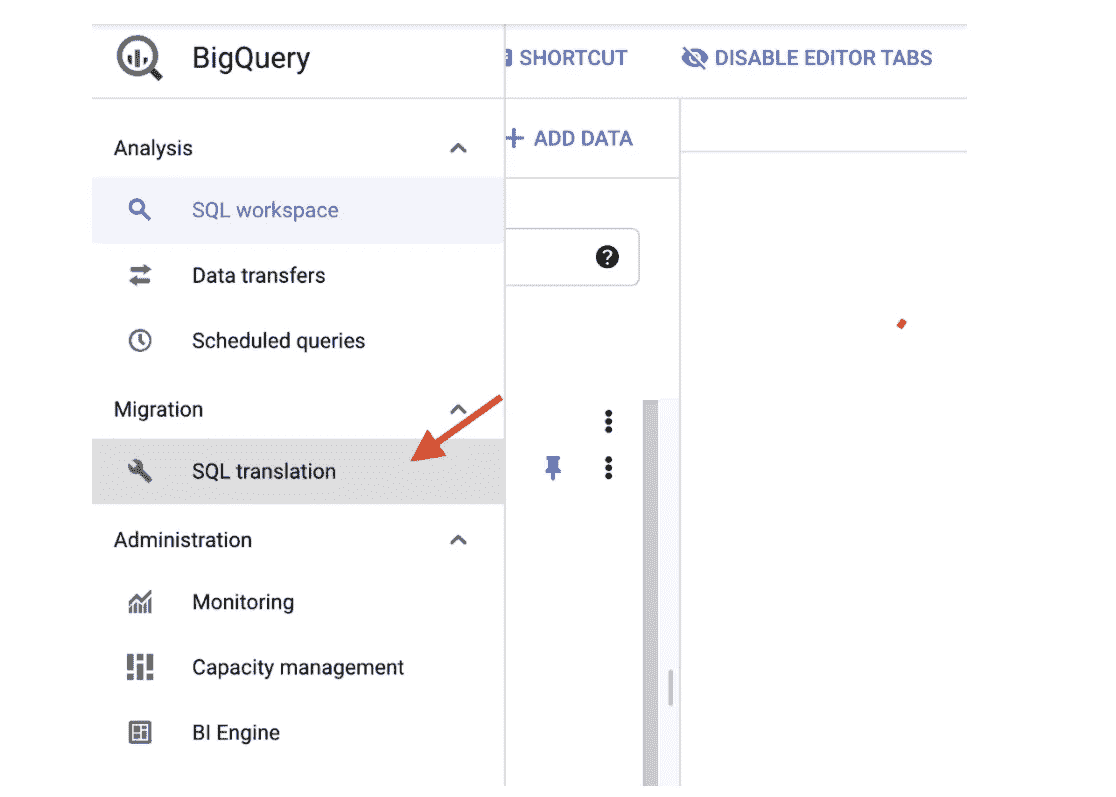 BigQuery
SHORTCUT
DISABLE EDITOR TABS
Analysis
ADD DATA
SQL workspace
Data transfers
Scheduled queries
Migration
SQL translation
Administration
Monitoring
Capacity management
BI Engine